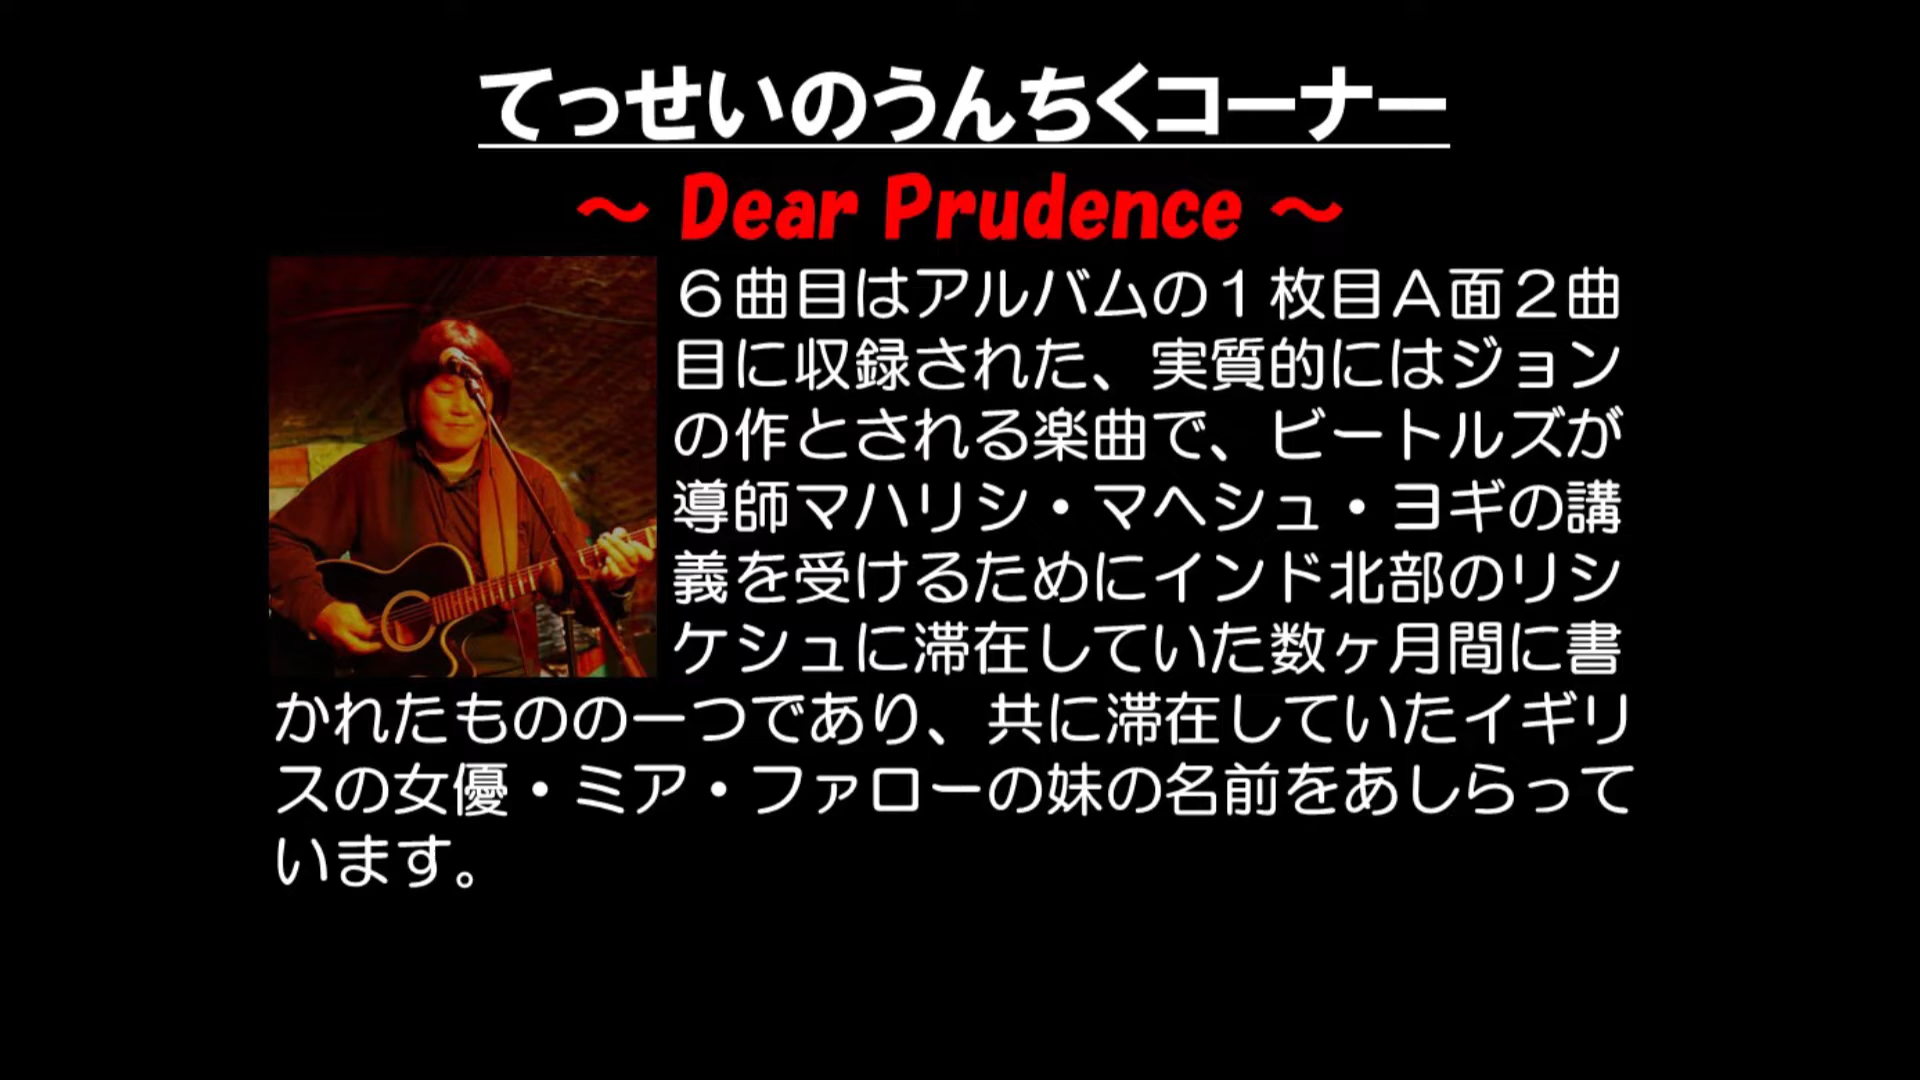 てっせいのうんちくコーナー
～ Dear Prudence ～
６曲目はアルバムの１枚目Ａ面２曲
目に収録された、実質的にはジョン
の作とされる楽曲で、ビートルズが
導師マハリシ・マヘシュ・ヨギの講
義を受けるためにインド北部のリシ
ケシュに滞在していた数ヶ月間に書
かれたものの一つであり、共に滞在していたイギリ
スの女優・ミア・ファローの妹の名前をあしらって
います。